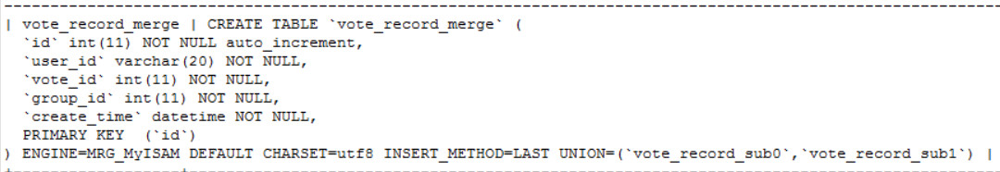 | vote_record_merge | CREATE TABLE `vote_record_merge` (
  `id` int(11) NOT NULL auto_increment,
  `user_id` varchar(20) NOT NULL,
  `vote_id` int(11) NOT NULL,
  `group_id` int(11) NOT NULL,
  `create_time` datetime NOT NULL,
  PRIMARY KEY  (`id`)
) ENGINE=MRG_MyISAM DEFAULT CHARSET=utf8 INSERT_METHOD=LAST UNION=(`vote_record_sub0`,`vote_record_sub1`) |